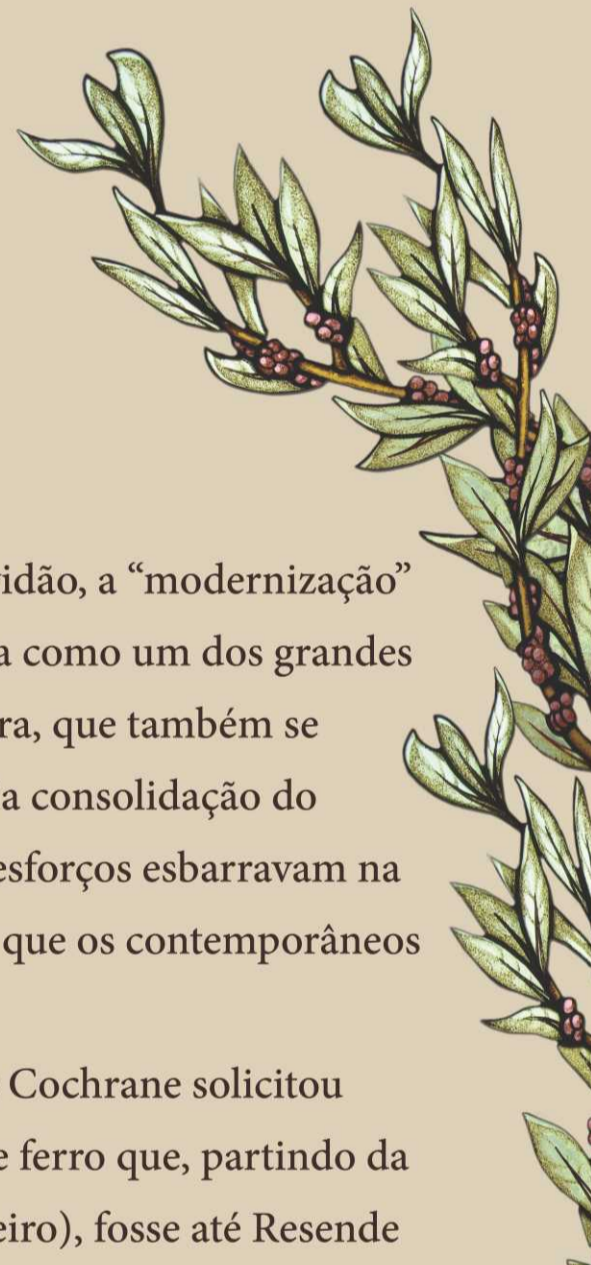 idão, a “modernização”
a como um dos grandes
ra, que também se
a consolidação do
esforços esbarravam na
que os contemporâneos
Cochrane solicitou
e ferro que, partindo da
eiro), fosse até Resende